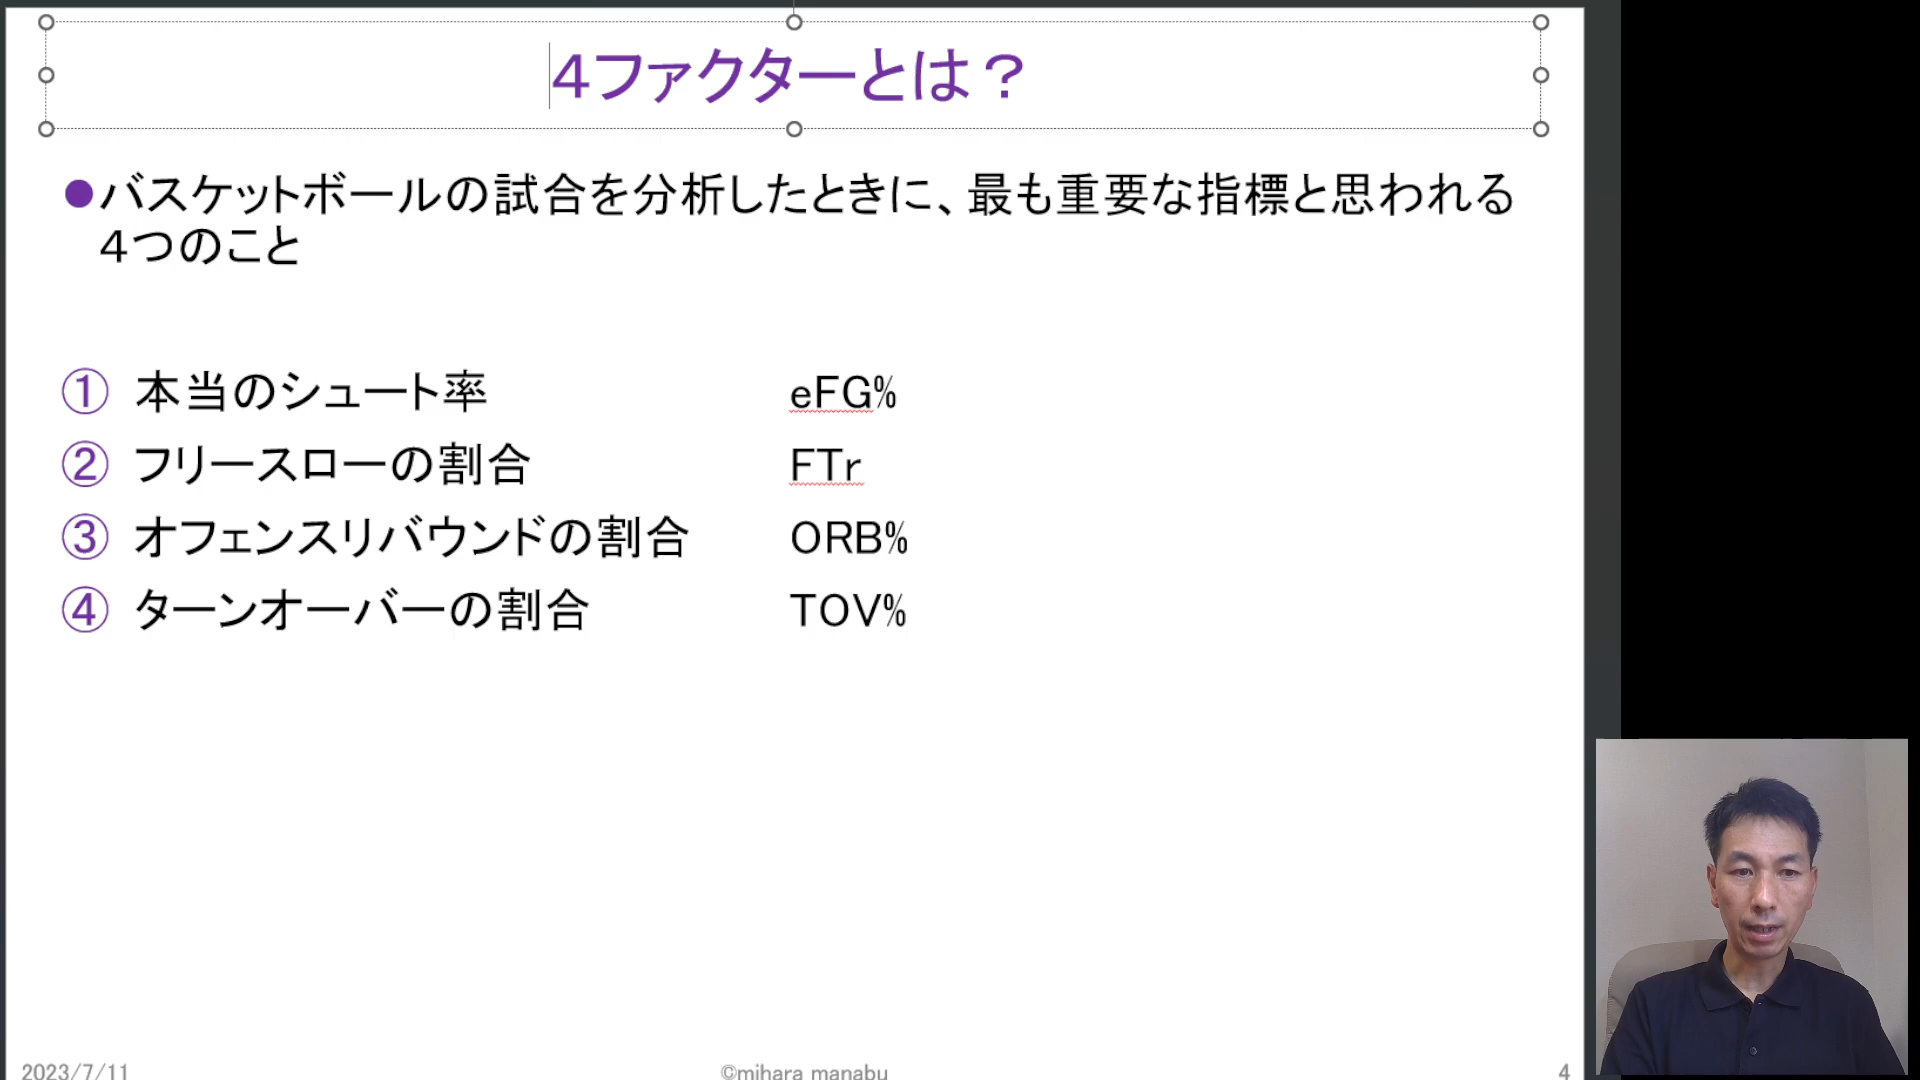 ４ファクターとは？
●バスケットボールの試合を分析したときに、最も重要な指標と思われる
４つのこと
① 本当のシュート率 eFG%
② フリースローの割合 FTr
③ オフェンスリバウンドの割合 ORB%
④ ターンオーバーの割合 TOV%
2023/7/11 ©mihara manabu 4